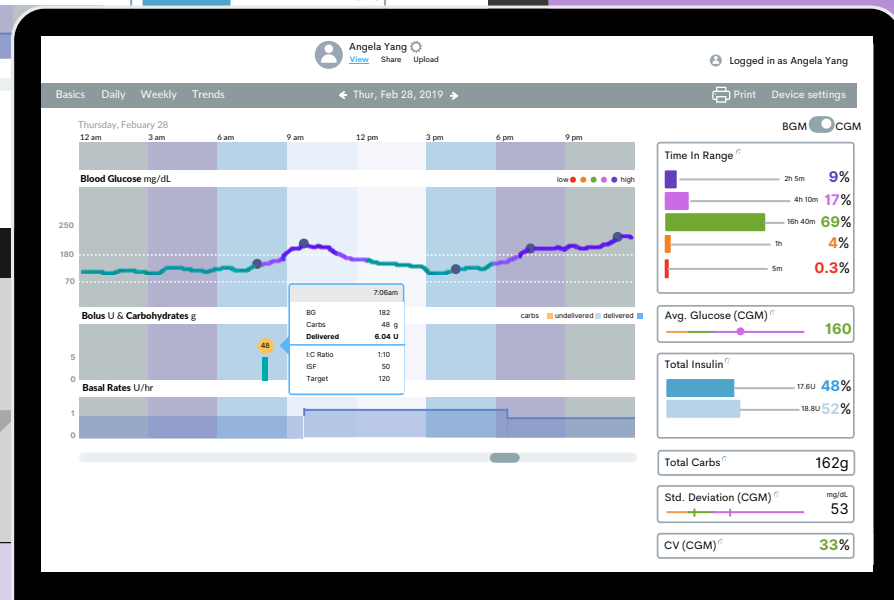 Angela Yang
View Share Upload
Logged in as Angela Yang
Basics Daily Weekly Trends
Thur, Feb 28, 2019
Print Device settings
Thursday, Febuary 28
12 am 3 am 6 am 9 am 12 pm 3 pm 6 pm 9 pm
BGM CGM
Blood Glucose mg/dL
low high
250
180
70
Bolus U & Carbohydrates g
carbs undelivered delivered
48
5
0
7:06am
BG 182
Carbs 48 g
Delivered 6.04 U
I:C Ratio 1:10
ISF 50
Target 120
Basal Rates U/hr
1
0
Time In Range
2h 5m 9%
4h 10m 17%
16h 40m 69%
1h 4%
5m 0.3%
Avg. Glucose (CGM)
160
Total Insulin
17.6U 48%
18.8U 52%
Total Carbs 162g
Std. Deviation (CGM) mg/dL
53
CV (CGM) 33%